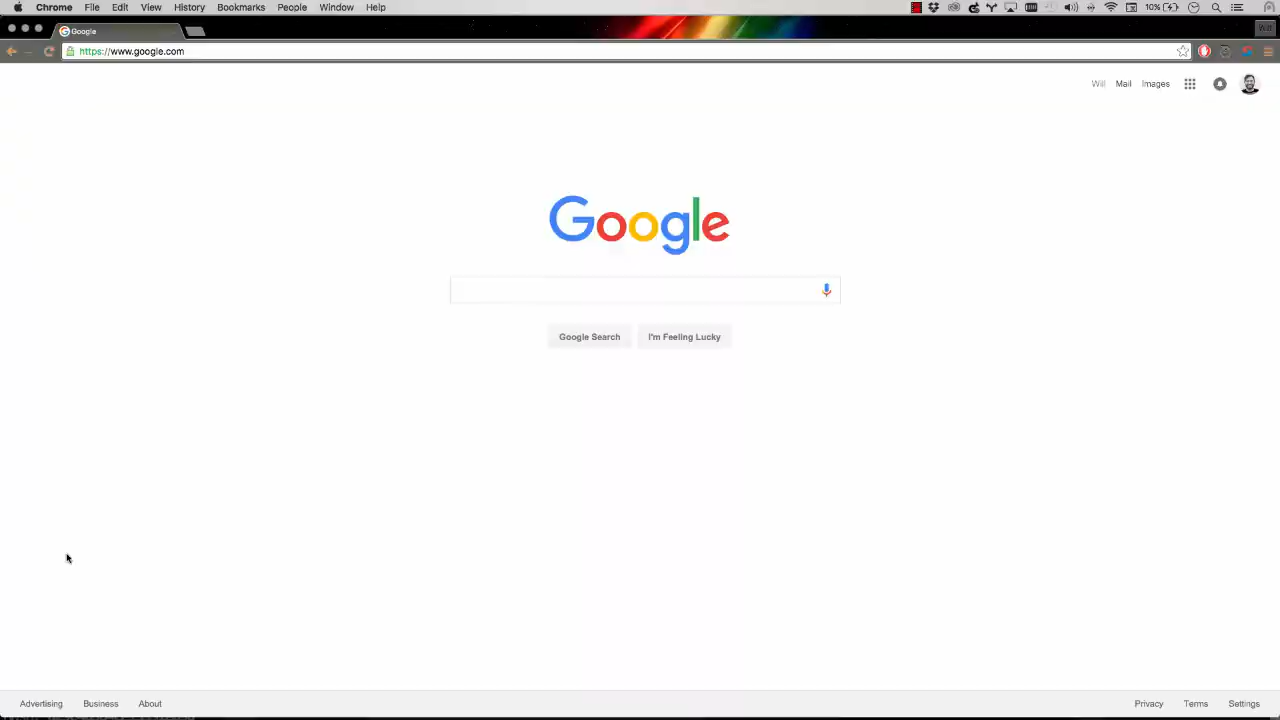 Chrome File Edit View History Bookmarks People Window Help 10%
Google
https://www.google.com
Will Mail Images
Google
Google Search I'm Feeling Lucky
Advertising Business About Privacy Terms Settings